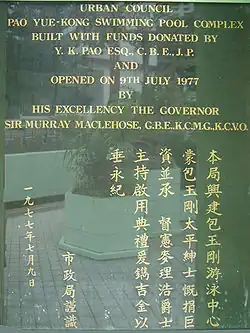 URBAN COUNCIL
PAO YUE-KONG SWIMMING POOL COMPLEX
BUILT WITH FUNDS DONATED BY
Y. K. PAO ESQ., C. B. E., J. P.
AND
OPENED ON 9TH JULY 1977
BY
HIS EXCELLENCY THE GOVERNOR
SIR MURRAY MACLEHOSE, G.B.E., K.C.M.G., K.C.V.O.
本局興建包玉剛游泳中心
蒙包玉剛太平紳士慨捐巨
資並承 督憲麥理浩爵士
主持啟用典禮爰鐫吉金以
垂永紀
市政局謹識
一九七七年七月九日